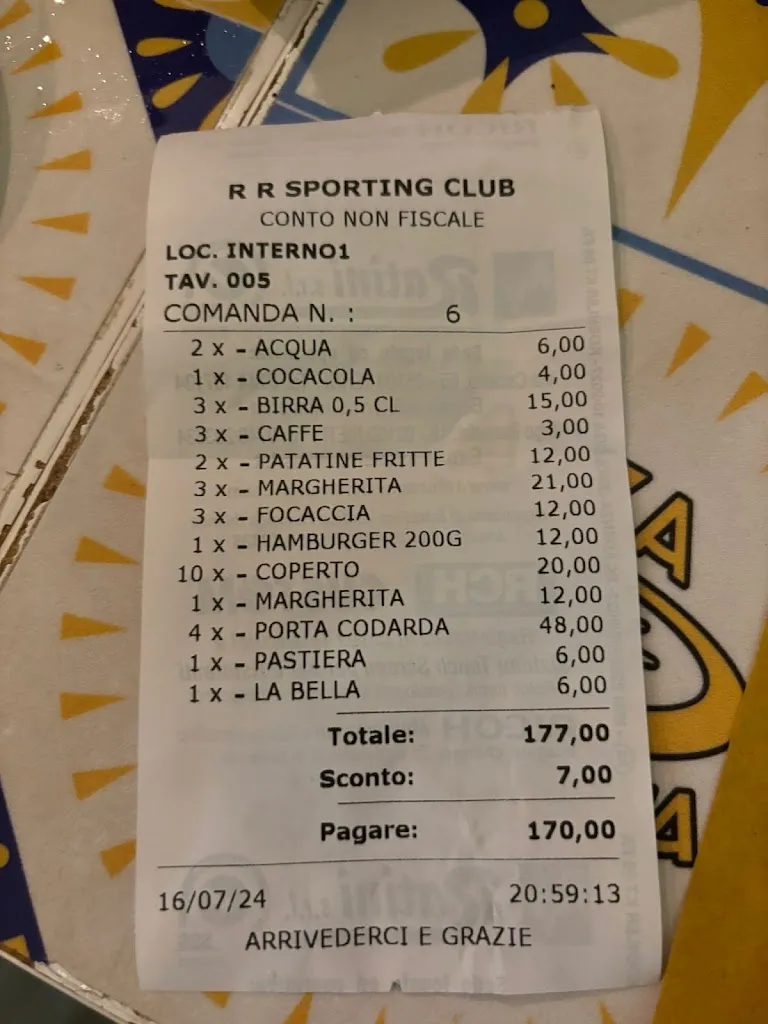 R R SPORTING CLUB
CONTO NON FISCALE
LOC. INTERNO1
TAV. 005
COMANDA N. : 6
2 x - ACQUA 6,00
1 x - COCACOLA 4,00
3 x - BIRRA 0,5 CL 15,00
3 x - CAFFE 3,00
2 x - PATATINE FRITTE 12,00
3 x - MARGHERITA 21,00
3 x - FOCACCIA 12,00
1 x - HAMBURGER 200G 12,00
10 x - COPERTO 20,00
1 x - MARGHERITA 12,00
4 x - PORTA CODARDA 48,00
1 x - PASTIERA 6,00
1 x - LA BELLA 6,00
Totale: 177,00
Sconto: 7,00
Pagare: 170,00
16/07/24 20:59:13
ARRIVEDERCI E GRAZIE